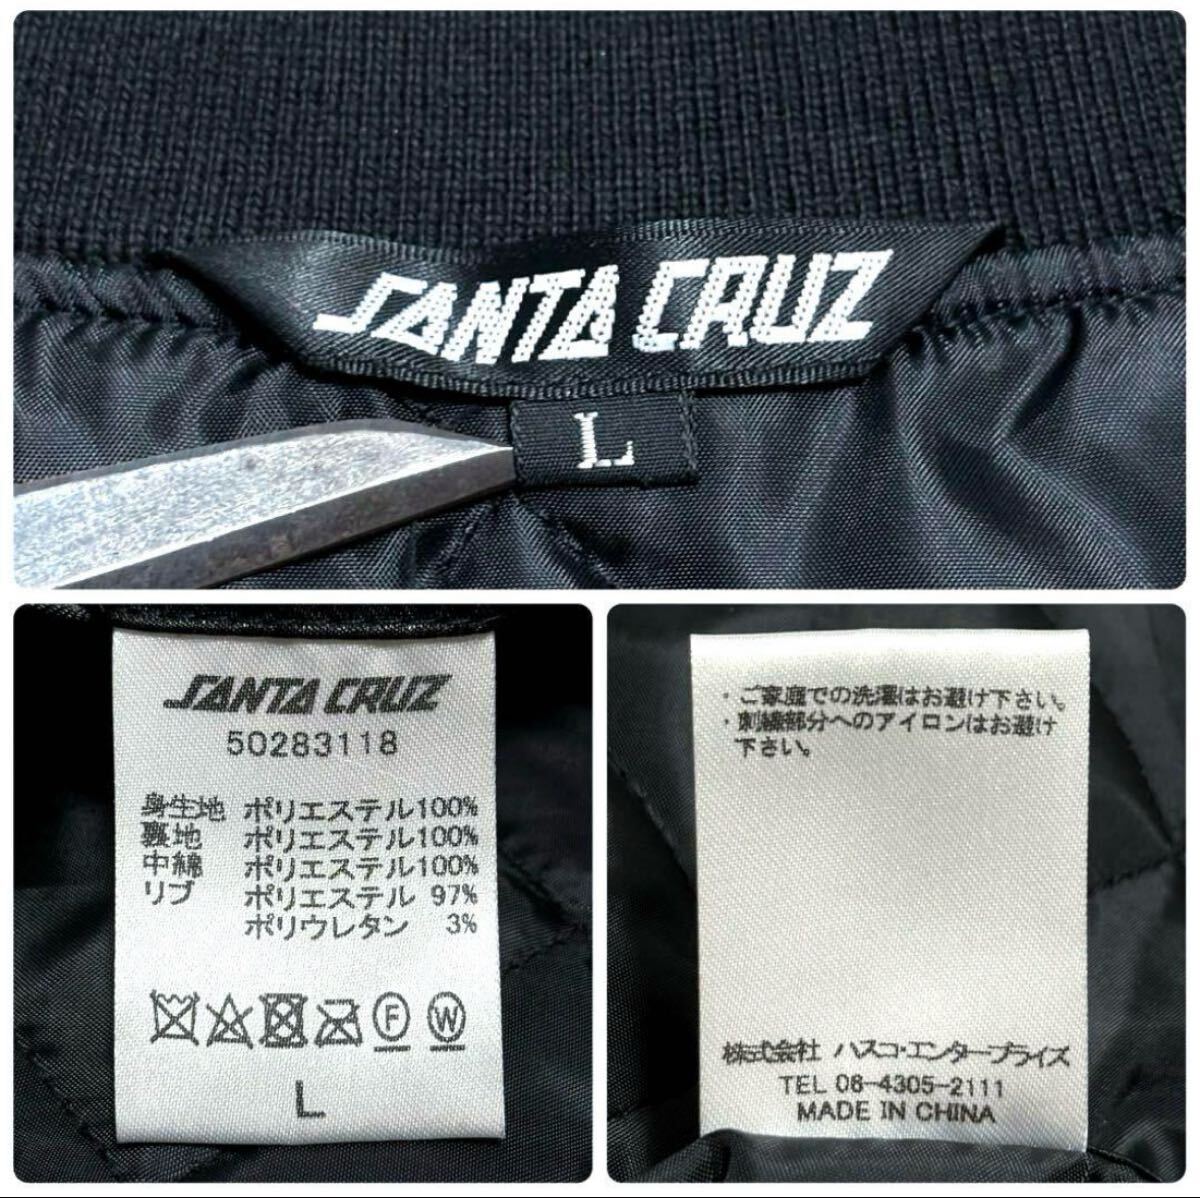 SANTA CRUZ
L
SANTA CRUZ
50283118
身生地 ポリエステル100%
裏地 ポリエステル100%
中綿 ポリエステル100%
リブ ポリエステル 97%
ポリウレタン 3%
F W
L
・ご家庭での洗濯はお避け下さい。
・刺繍部分へのアイロンはお避け
下さい。
株式会社 ハスコ・エンタープライズ
TEL 06-4305-2111
MADE IN CHINA